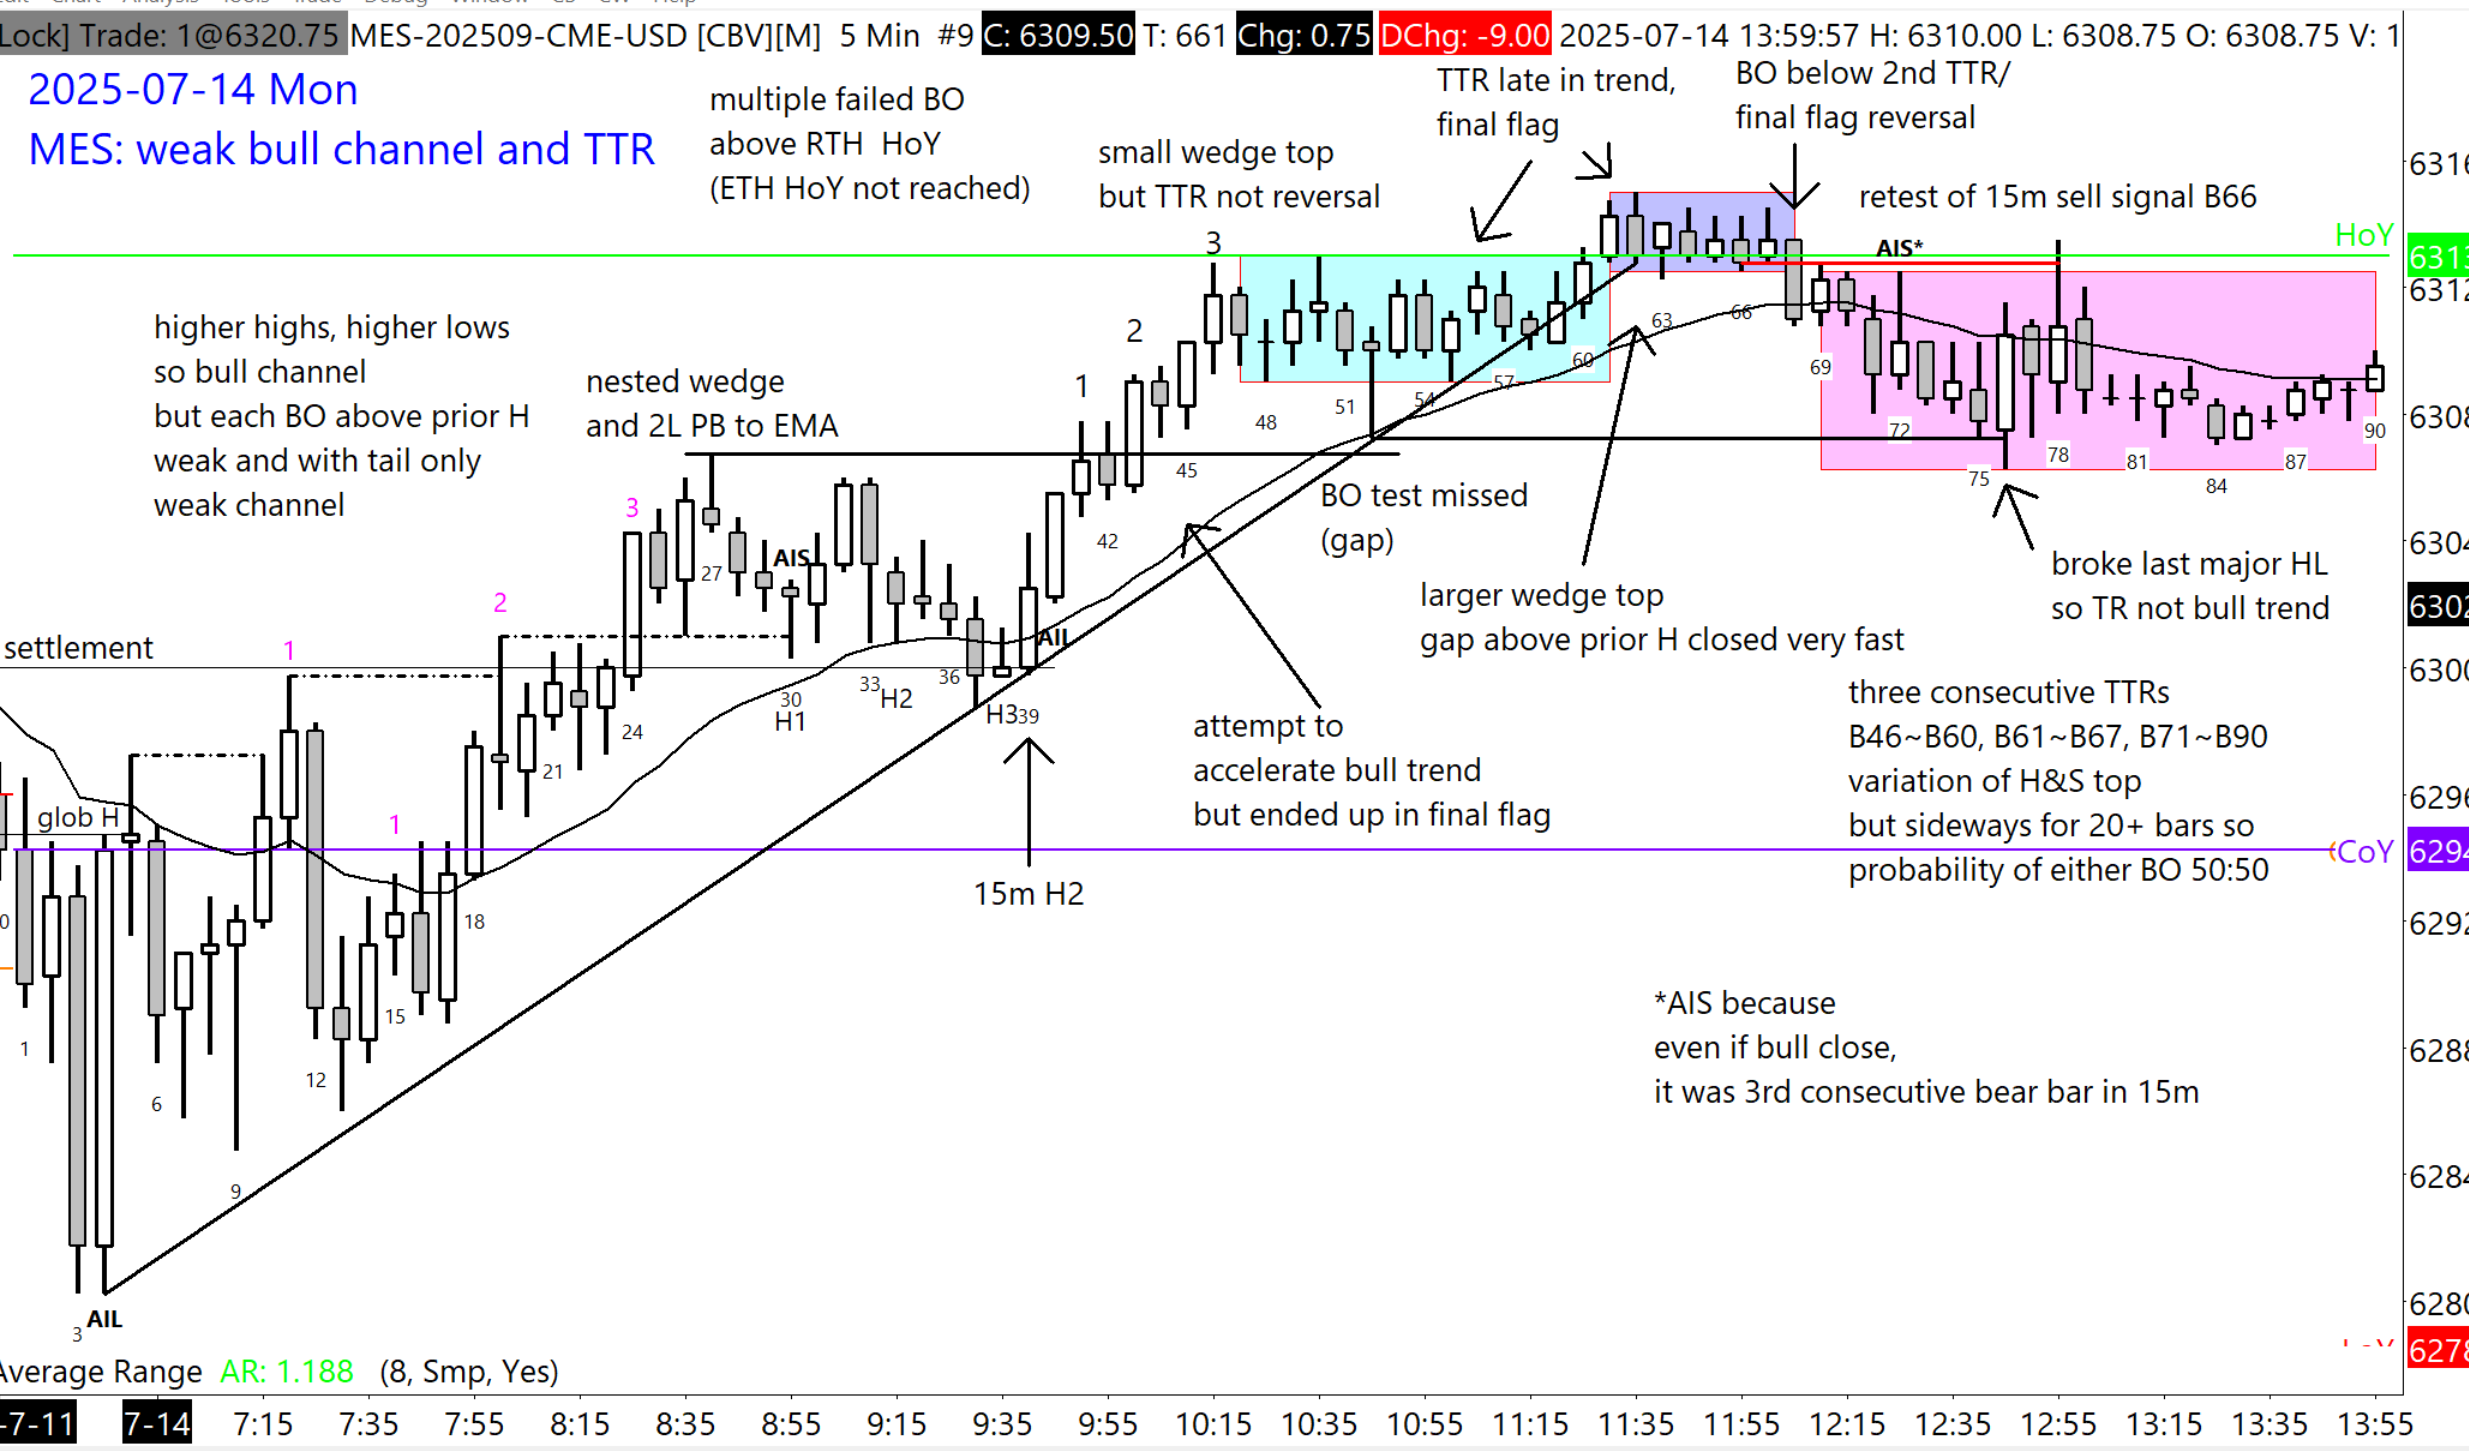 Lock] Trade: 1@6320.75 MES-202509-CME-USD [CBV][M] 5 Min #9 C: 6309.50 T: 661 Chg: 0.75 DChg: -9.00 2025-07-14 13:59:57 H: 6310.00 L: 6308.75 O: 6308.75 V: 1
2025-07-14 Mon
MES: weak bull channel and TTR
multiple failed BO
above RTH HoY
(ETH HoY not reached)
small wedge top
but TTR not reversal
TTR late in trend,
final flag
BO below 2nd TTR/
final flag reversal
retest of 15m sell signal B66
HoY
AIS*
higher highs, higher lows
so bull channel
but each BO above prior H
weak and with tail only
weak channel
nested wedge
and 2L PB to EMA
1
2
3
1
1
2
3
AIS
AIL
settlement
glob H
BO test missed
(gap)
larger wedge top
gap above prior H closed very fast
broke last major HL
so TR not bull trend
attempt to
accelerate bull trend
but ended up in final flag
15m H2
three consecutive TTRs
B46~B60, B61~B67, B71~B90
variation of H&S top
but sideways for 20+ bars so
probability of either BO 50:50
CoY
*AIS because
even if bull close,
it was 3rd consecutive bear bar in 15m
H1
H2
H3
AIL
0
1
3
6
9
12
15
18
21
24
27
30
33
36
39
42
45
48
51
54
57
60
63
66
69
72
75
78
81
84
87
90
6316
6313
6312
6308
6304
6302
6300
6296
6294
6292
6288
6284
6280
6278
Average Range AR: 1.188 (8, Smp, Yes)
-7-11 7-14 7:15 7:35 7:55 8:15 8:35 8:55 9:15 9:35 9:55 10:15 10:35 10:55 11:15 11:35 11:55 12:15 12:35 12:55 13:15 13:35 13:55